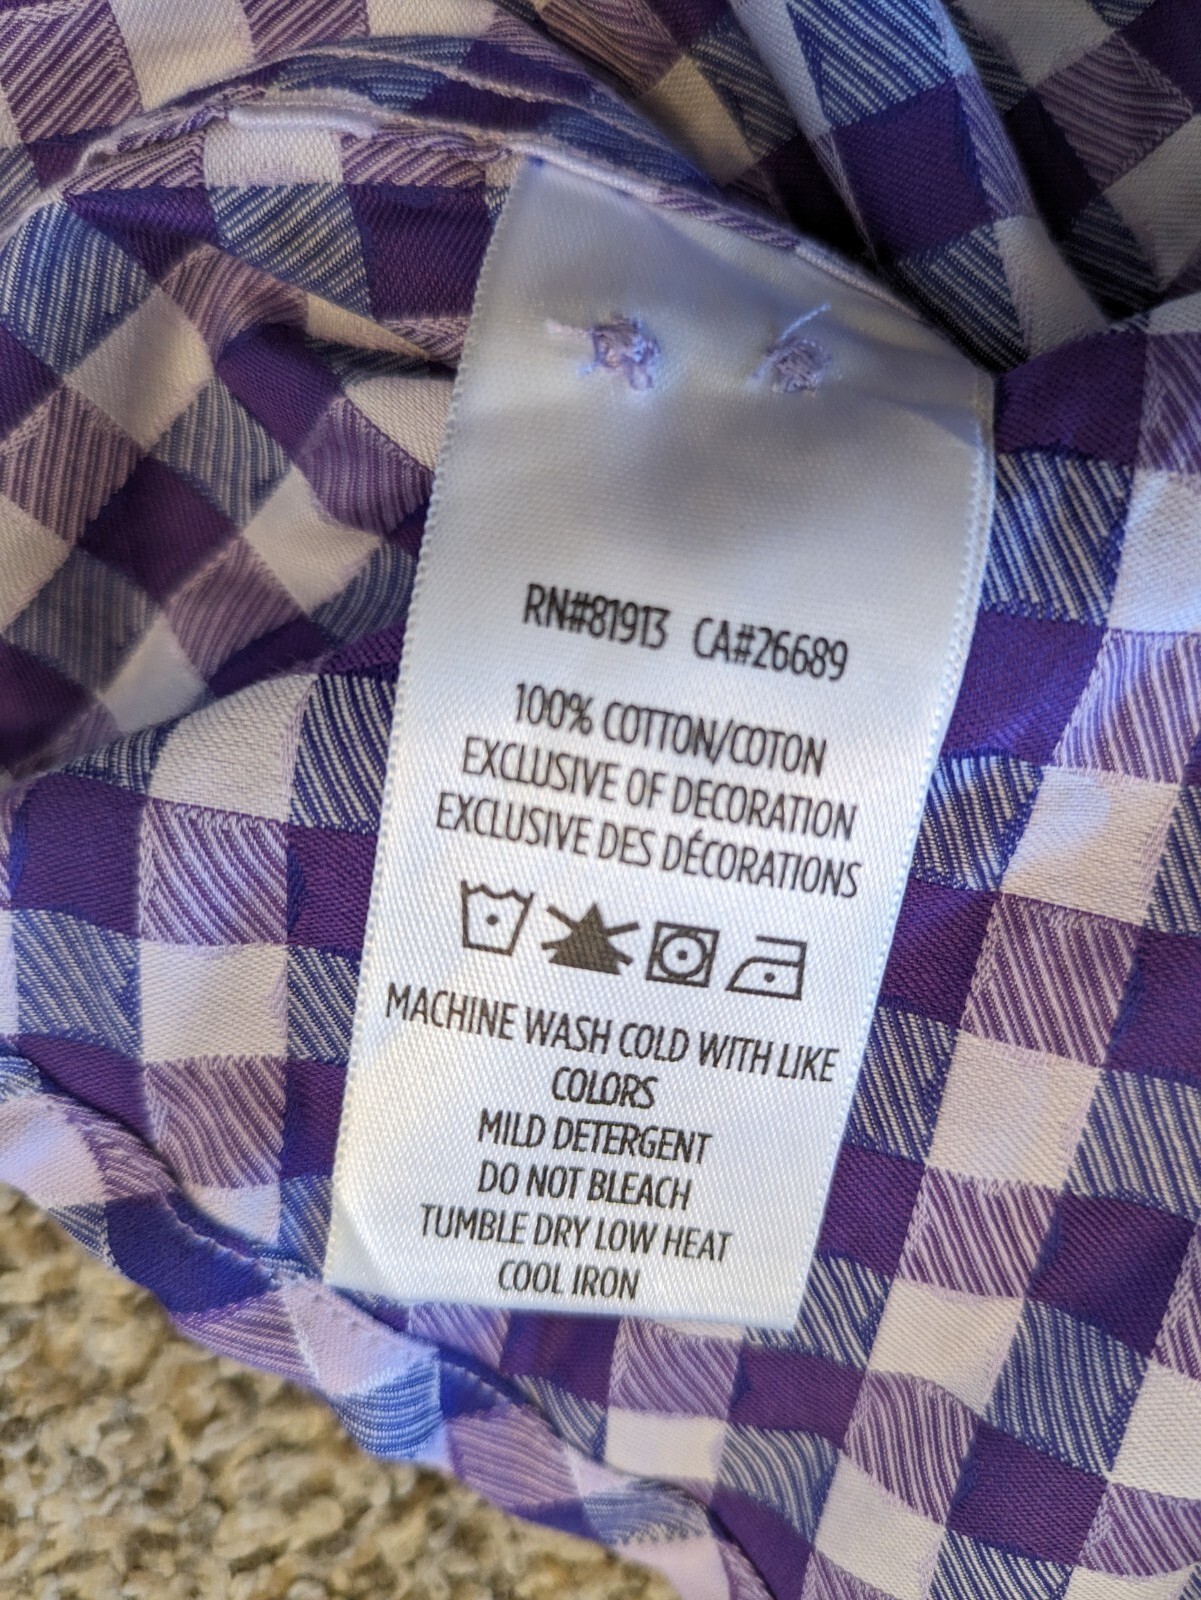 RN#81913 CA#26689
100% COTTON/COTON
EXCLUSIVE OF DECORATION
EXCLUSIVE DES DÉCORATIONS
MACHINE WASH COLD WITH LIKE
COLORS
MILD DETERGENT
DO NOT BLEACH
TUMBLE DRY LOW HEAT
COOL IRON